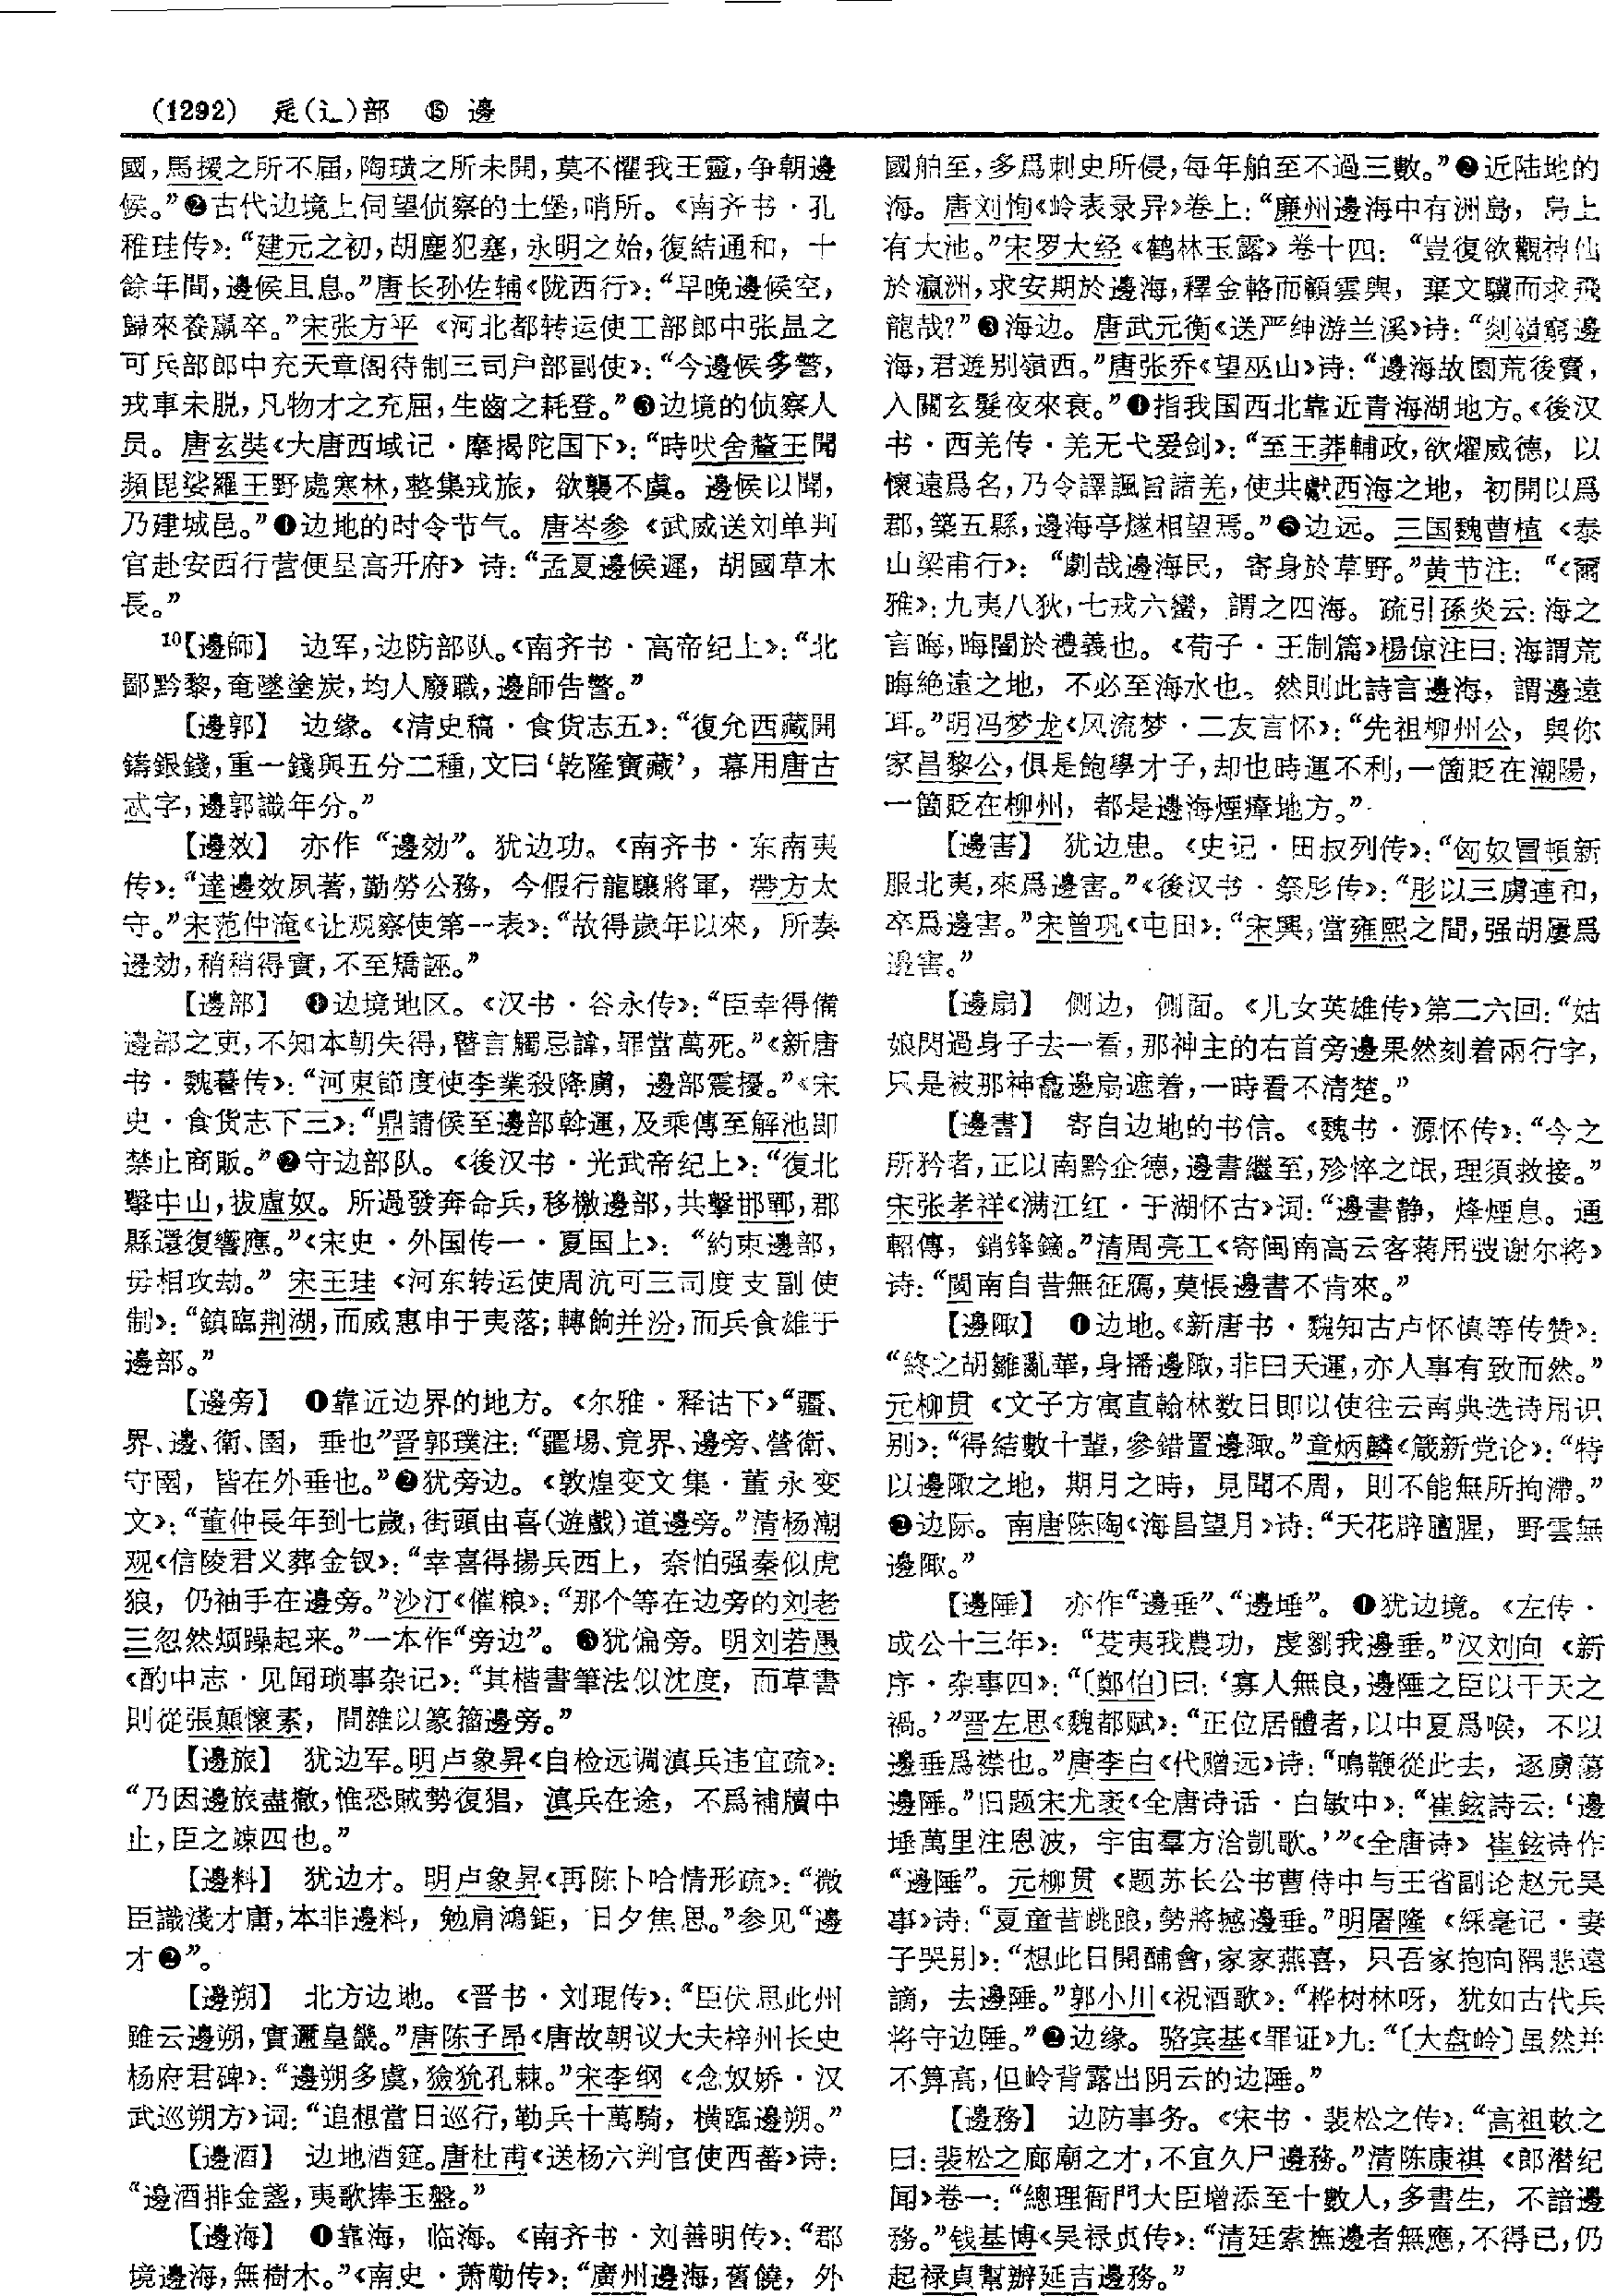 (1292) 辵(辶)部 ⑮ 邊
國,馬援之所不届,陶璜之所未開,莫不懼我王靈,争朝邊
候。”❷古代边境上伺望侦察的土堡,哨所。《南齐书·孔
稚珪传》:“建元之初,胡塵犯塞,永明之始,復結通和,十
餘年間,邊候且息。”唐长孙佐辅《陇西行》:“早晚邊候空,
歸來養羸卒。”宋张方平《河北都转运使工部郎中张昷之
可兵部郎中充天章阁待制三司户部副使》:“今邊候多警,
戎車未脱,凡物才之充屈,生齒之耗登。”❸边境的侦察人
员。唐玄奘《大唐西域记·摩揭陀国下》:“時吠舍釐王聞
頻毘娑羅王野處寒林,整集戎旅,欲襲不虞。邊候以聞,
乃建城邑。”❹边地的时令节气。唐岑参《武威送刘单判
官赴安西行营便呈高开府》诗:“孟夏邊候遲,胡國草木
長。”
10【邊師】 边军,边防部队。《南齐书·高帝纪上》:“北
鄙黔黎,奄墜塗炭,均人廢職,邊師告警。”
【邊郭】 边缘。《清史稿·食货志五》:“復允西藏開
鑄銀錢,重一錢與五分二種,文曰‘乾隆寶藏’,幕用唐古
忒字,邊郭識年分。”
【邊效】 亦作“邊効”。犹边功。《南齐书·东南夷
传》:“達邊效夙著,勤勞公務,今假行龍驤將軍,帶方太
守。”宋范仲淹《让观察使第一表》:“故得歲年以來,所奏
邊効,稍稍得實,不至矯誣。”
【邊部】 ❶边境地区。《汉书·谷永传》:“臣幸得備
邊部之吏,不知本朝失得,瞽言觸忌諱,罪當萬死。”《新唐
书·魏謩传》:“河東節度使李業殺降虜,邊部震擾。”《宋
史·食货志下三》:“鼎請候至邊部斡運,及乘傳至解池即
禁止商販。”❷守边部队。《後汉书·光武帝纪上》:“復北
擊中山,拔盧奴。所過發奔命兵,移檄邊部,共擊邯鄲,郡
縣還復響應。”《宋史·外国传一·夏国上》:“約束邊部,
毋相攻劫。”宋王珪《河东转运使周沆可三司度支副使
制》:“鎮臨荆湖,而威惠申于夷落;轉餉并汾,而兵食雄于
邊部。”
【邊旁】 ❶靠近边界的地方。《尔雅·释诂下》“疆、
界、邊、衛、圉,垂也”晋郭璞注:“疆埸、竟界、邊旁、營衛、
守圉,皆在外垂也。”❷犹旁边。《敦煌变文集·董永变
文》:“董仲長年到七歲,街頭由喜(遊戲)道邊旁。”清杨潮
观《信陵君义葬金钗》:“幸喜得揚兵西上,奈怕强秦似虎
狼,仍袖手在邊旁。”沙汀《催粮》:“那个等在边旁的刘老
三忽然烦躁起来。”一本作“旁边”。❸犹偏旁。明刘若愚
《酌中志·见闻琐事杂记》:“其楷書筆法似沈度,而草書
則從張顛懷素,間雜以篆籀邊旁。”
【邊旅】 犹边军。明卢象昇《自检远调滇兵违宜疏》:
“乃因邊旅盡撤,惟恐賊勢復猖,滇兵在途,不爲補牘中
止,臣之竦四也。”
【邊料】 犹边才。明卢象昇《再陈卜哈情形疏》:“微
臣識淺才庸,本非邊料,勉肩鴻鉅,日夕焦思。”参见“邊
才❷”。
【邊朔】 北方边地。《晋书·刘琨传》:“臣伏思此州
雖云邊朔,實邇皇畿。”唐陈子昂《唐故朝议大夫梓州长史
杨府君碑》:“邊朔多虞,獫狁孔棘。”宋李纲《念奴娇·汉
武巡朔方》词:“追想當日巡行,勒兵十萬騎,横臨邊朔。”
【邊酒】 边地酒筵。唐杜甫《送杨六判官使西蕃》诗:
“邊酒排金盞,夷歌捧玉盤。”
【邊海】 ❶靠海,临海。《南齐书·刘善明传》:“郡
境邊海,無樹木。”《南史·萧勱传》:“廣州邊海,舊饒,外
國舶至,多爲刺史所侵,每年舶至不過三數。”❷近陆地的
海。唐刘恂《岭表录异》卷上:“廉州邊海中有洲島,島上
有大池。”宋罗大经《鹤林玉露》卷十四:“豈復欲觀神仙
於瀛洲,求安期於邊海,釋金輅而顧雲輿,棄文驥而求飛
龍哉?”❸海边。唐武元衡《送严绅游兰溪》诗:“剡嶺窮邊
海,君遊别嶺西。”唐张乔《望巫山》诗:“邊海故園荒後賣,
入關玄髮夜來衰。”❹指我国西北靠近青海湖地方。《後汉
书·西羌传·羌无弋爰剑》:“至王莽輔政,欲燿威德,以
懷遠爲名,乃令譯諷旨諸羌,使共獻西海之地,初開以爲
郡,築五縣,邊海亭燧相望焉。”❺边远。三国魏曹植《泰
山梁甫行》:“劇哉邊海民,寄身於草野。”黄节注:“《爾
雅》:九夷八狄,七戎六蠻,謂之四海。疏引孫炎云:海之
言晦,晦闇於禮義也。《荀子·王制篇》楊倞注曰:海謂荒
晦絶遠之地,不必至海水也。然則此詩言邊海,謂邊遠
耳。”明冯梦龙《风流梦·二友言怀》:“先祖柳州公,與你
家昌黎公,俱是飽學才子,却也時運不利,一箇貶在潮陽,
一箇貶在柳州,都是邊海煙瘴地方。”
【邊害】 犹边患。《史记·田叔列传》:“匈奴冒頓新
服北夷,來爲邊害。”《後汉书·祭肜传》:“肜以三虜連和,
卒爲邊害。”宋曾巩《屯田》:“宋興,當雍熙之間,强胡屢爲
邊害。”
【邊扇】 侧边,侧面。《儿女英雄传》第二六回:“姑
娘閃過身子去一看,那神主的右首旁邊果然刻着兩行字,
只是被那神龕邊扇遮着,一時看不清楚。”
【邊書】 寄自边地的书信。《魏书·源怀传》:“今之
所矜者,正以南黔企德,邊書繼至,殄悴之氓,理須救接。”
宋张孝祥《满江红·于湖怀古》词:“邊書静,烽煙息。通
軺傳,銷鋒鏑。”清周亮工《寄闽南高云客蒋用弢谢尔将》
诗:“閩南自昔無征鴈,莫悵邊書不肯來。”
【邊陬】 ❶边地。《新唐书·魏知古卢怀慎等传赞》:
“終之胡雛亂華,身播邊陬,非曰天運,亦人事有致而然。”
元柳贯《文子方寓直翰林数日即以使往云南典选诗用识
别》:“得結數十輩,參錯置邊陬。”章炳麟《箴新党论》:“特
以邊陬之地,期月之時,見聞不周,則不能無所拘滯。”
❷边际。南唐陈陶《海昌望月》诗:“天花辟膻腥,野雲無
邊陬。”
【邊陲】 亦作“邊垂”、“邊埵”。❶犹边境。《左传·
成公十三年》:“芟夷我農功,虔劉我邊垂。”汉刘向《新
序·杂事四》:“〔鄭伯〕曰:‘寡人無良,邊陲之臣以干天之
禍。’”晋左思《魏都赋》:“正位居體者,以中夏爲喉,不以
邊垂爲襟也。”唐李白《代赠远》诗:“鳴鞭從此去,逐虜蕩
邊陲。”旧题宋尤袤《全唐诗话·白敏中》:“崔鉉詩云:‘邊
埵萬里注恩波,宇宙羣方洽凱歌。’”《全唐诗》崔鉉诗作
“邊陲”。元柳贯《题苏长公书曹侍中与王省副论赵元昊
事》诗:“夏童昔跳踉,勢將撼邊垂。”明屠隆《綵毫记·妻
子哭别》:“想此日開酺會,家家燕喜,只吾家抱向隅悲遠
謫,去邊陲。”郭小川《祝酒歌》:“桦树林呀,犹如古代兵
将守边陲。”❷边缘。骆宾基《罪证》九:“〔大盘岭〕虽然并
不算高,但岭背露出阴云的边陲。”
【邊務】 边防事务。《宋书·裴松之传》:“高祖敕之
曰:裴松之廊廟之才,不宜久尸邊務。”清陈康祺《郎潜纪
闻》卷一:“總理衙門大臣增添至十數人,多書生,不諳邊
務。”钱基博《吴禄贞传》:“清廷索撫邊者無應,不得已,仍
起禄貞幫辦延吉邊務。”